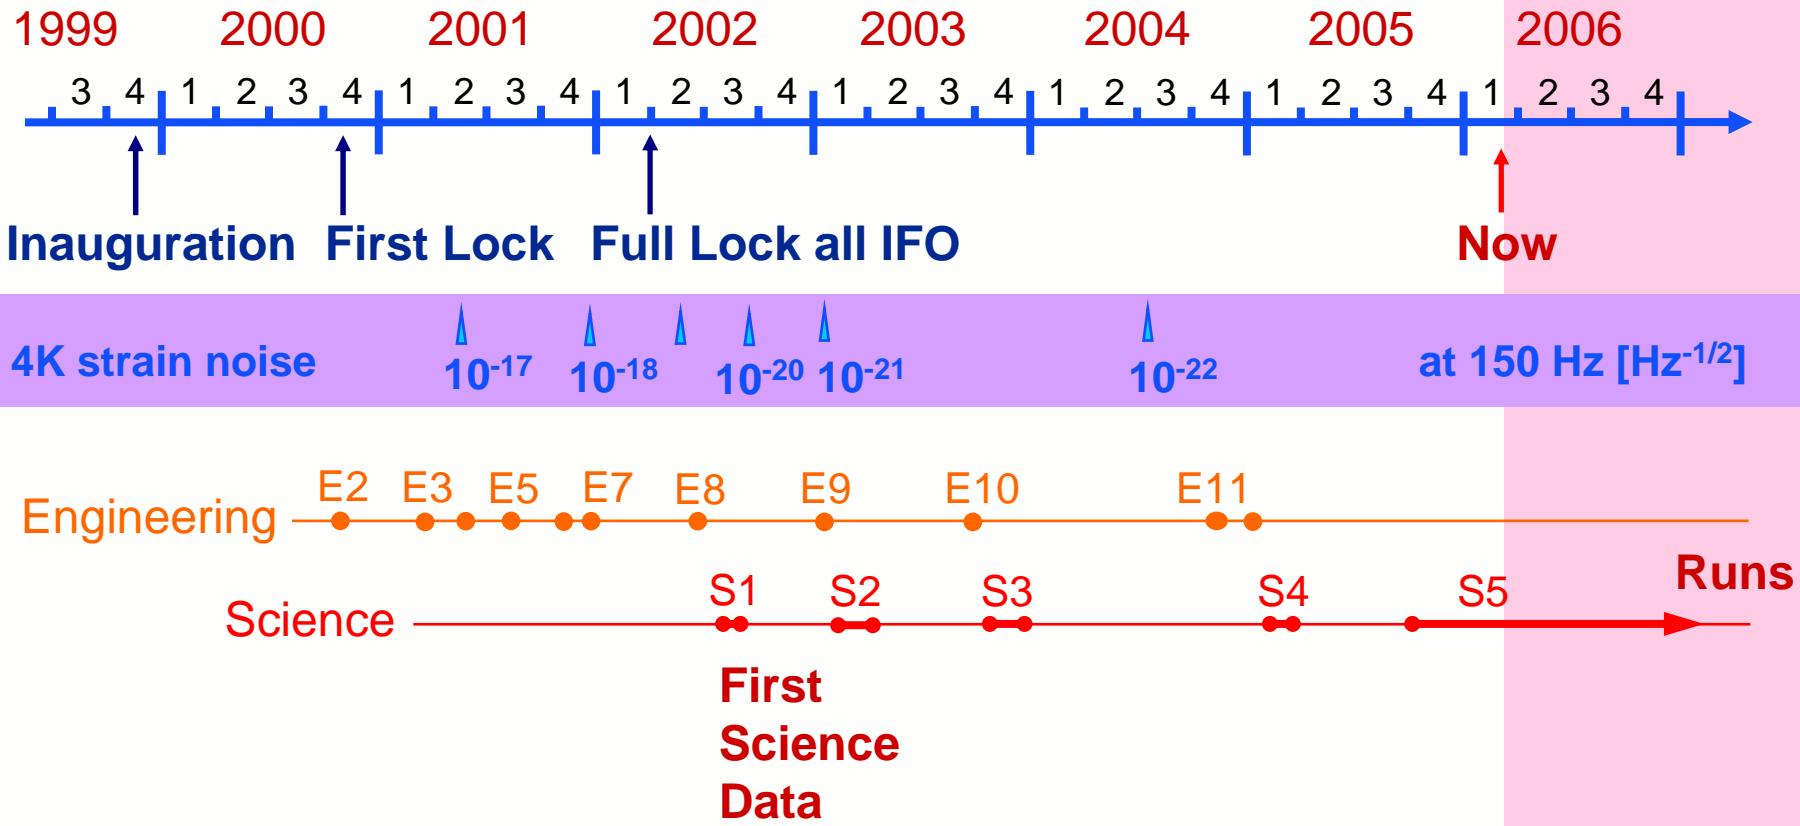 1999 2000 2001 2002 2003 2004 2005 2006
3 4 1 2 3 4 1 2 3 4 1 2 3 4 1 2 3 4 1 2 3 4 1 2 3 4 1 2 3 4
Inauguration First Lock Full Lock all IFO Now
4K strain noise 10-17 10-18 10-20 10-21 10-22 at 150 Hz [Hz-1/2]
E2 E3 E5 E7 E8 E9 E10 E11
Engineering
Runs
S1 S2 S3 S4 S5
Science
First
Science
Data